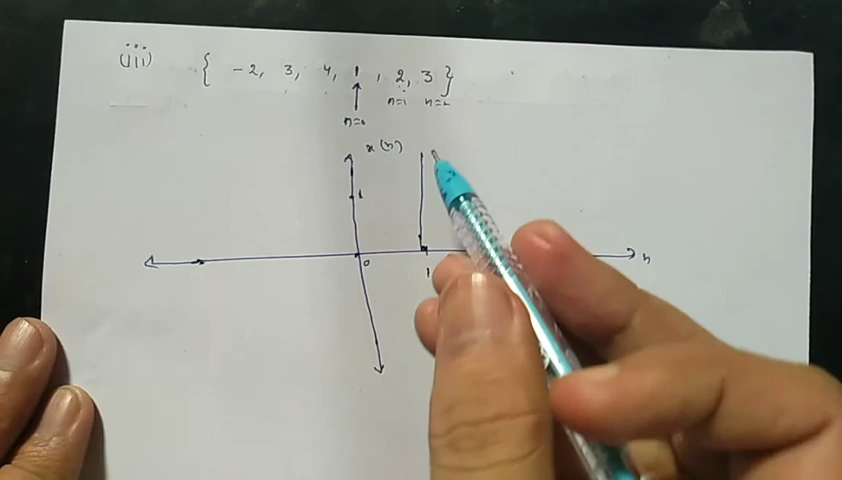 (iii) { -2, 3, 4, 1, 2, 3 }
n=1 n=2
n=0
x(n)
1
0
1
n